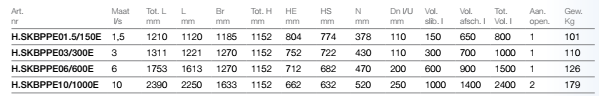 Art. Maat Tot. L L Br Tot. H HE HS N Dn I/U Vol. Vol. Tot. Aan. Gew.
nr l/s mm mm mm mm mm mm mm mm slib. l afsch. l Vol. l open. Kg
H.SKBPPE01.5/150E 1,5 1210 1120 1185 1152 804 774 378 110 150 650 800 1 101
H.SKBPPE03/300E 3 1311 1221 1270 1152 752 722 430 110 300 700 1000 1 110
H.SKBPPE06/600E 6 1753 1613 1270 1152 712 682 470 200 600 900 1500 1 126
H.SKBPPE10/1000E 10 2390 2250 1633 1152 662 632 520 250 1000 1400 2400 2 179